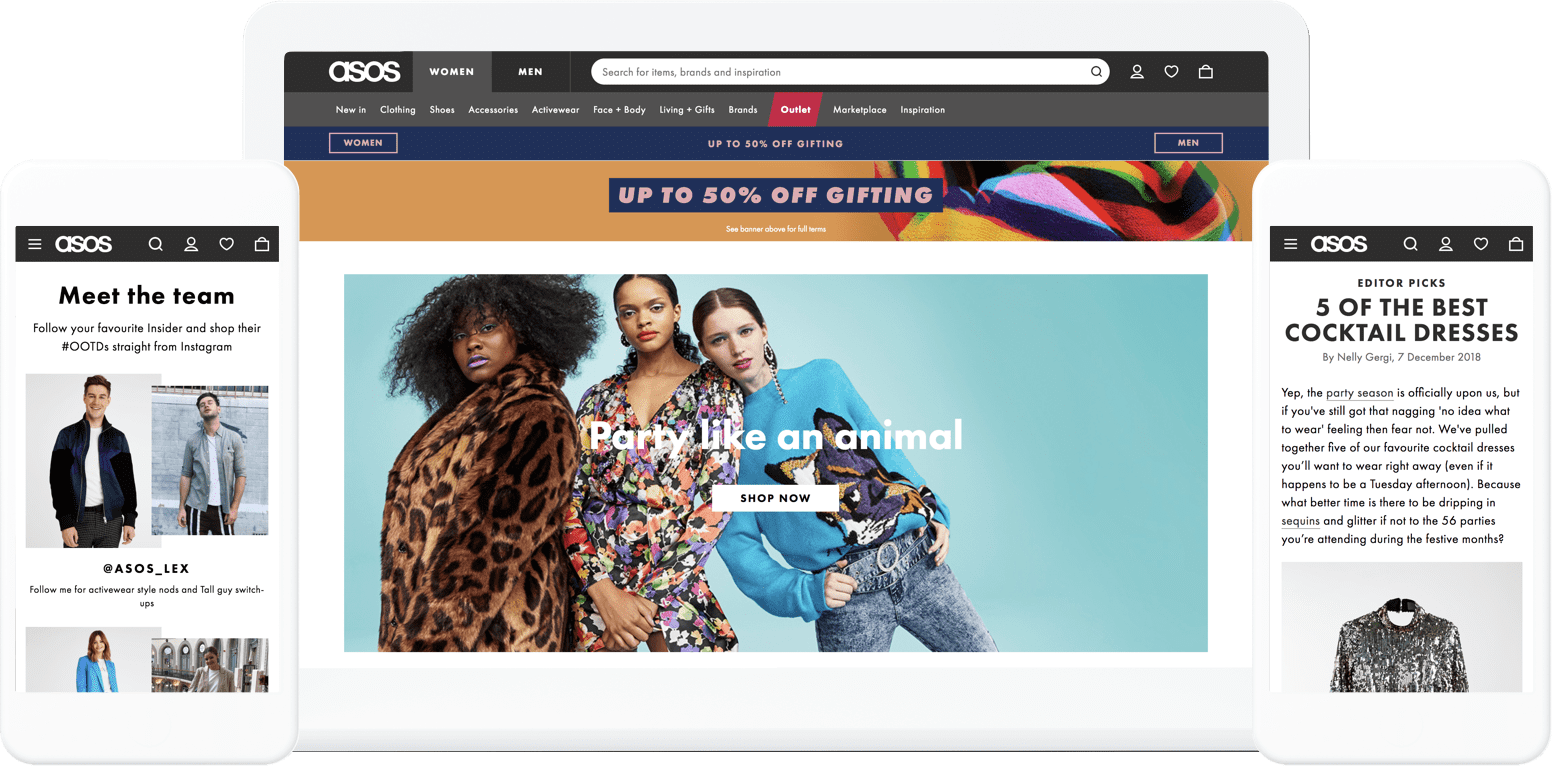 asos WOMEN MEN Search for items, brands and inspiration
New in Clothing Shoes Accessories Activewear Face + Body Living + Gifts Brands Outlet Marketplace Inspiration
WOMEN UP TO 50% OFF GIFTING MEN
UP TO 50% OFF GIFTING
See banner above for full terms
Party like an animal
SHOP NOW
asos
Meet the team
Follow your favourite Insider and shop their
#OOTDs straight from Instagram
@ASOS_LEX
Follow me for activewear style nods and Tall guy switch-
ups
asos
EDITOR PICKS
5 OF THE BEST
COCKTAIL DRESSES
By Nelly Gergi, 7 December 2018
Yep, the party season is officially upon us, but
if you've still got that nagging 'no idea what
to wear' feeling then fear not. We've pulled
together five of our favourite cocktail dresses
you’ll want to wear right away (even if it
happens to be a Tuesday afternoon). Because
what better time is there to be dripping in
sequins and glitter if not to the 56 parties
you’re attending during the festive months?